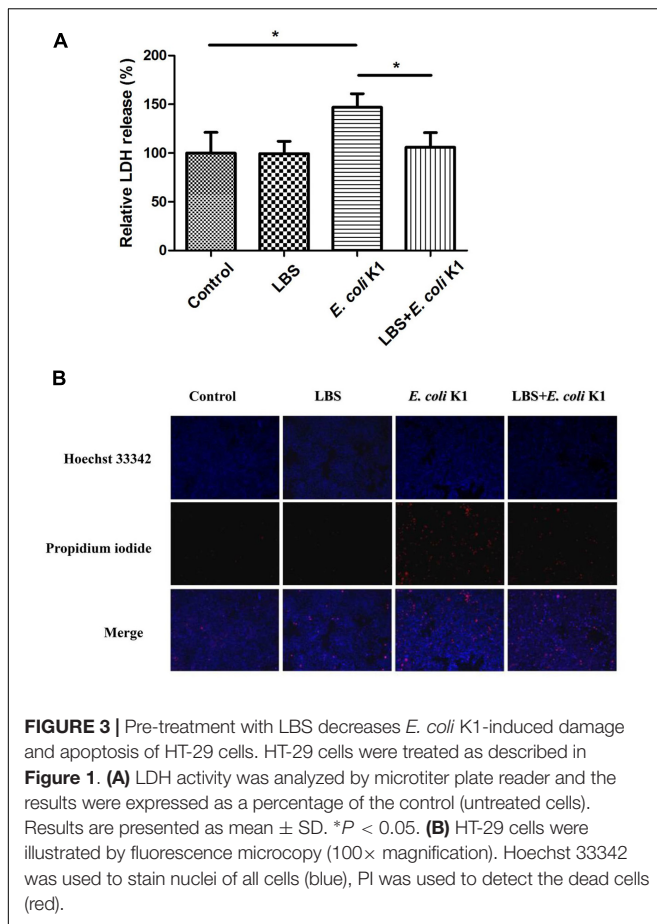 A
*
*
Relative LDH release (%)
200
150
100
50
0
Control
LBS
E. coli K1
LBS+E. coli K1
B
Control LBS E. coli K1 LBS+E. coli K1
Hoechst 33342
Propidium iodide
Merge
FIGURE 3 | Pre-treatment with LBS decreases E. coli K1-induced damage
and apoptosis of HT-29 cells. HT-29 cells were treated as described in
Figure 1. (A) LDH activity was analyzed by microtiter plate reader and the
results were expressed as a percentage of the control (untreated cells).
Results are presented as mean ± SD. *P < 0.05. (B) HT-29 cells were
illustrated by fluorescence microcopy (100× magnification). Hoechst 33342
was used to stain nuclei of all cells (blue), PI was used to detect the dead cells
(red).